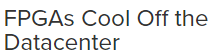 FPGAs Cool Off the
Datacenter